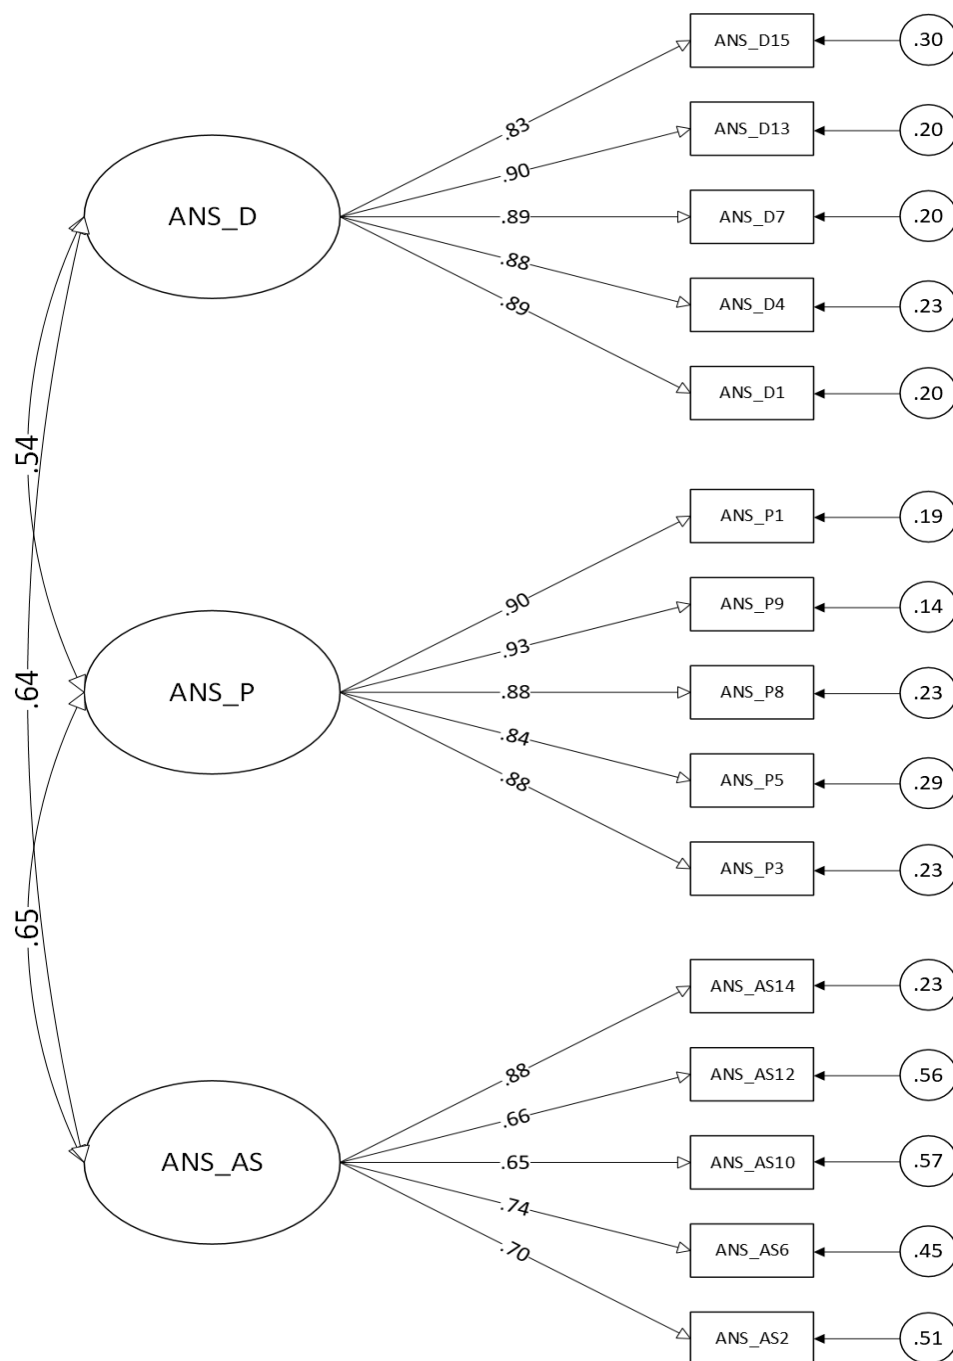 ANS_D15
.30
.83
ANS_D13
.20
.90
ANS_D
.89
ANS_D7
.20
.88
ANS_D4
.23
.89
ANS_D1
.20
.54
ANS_P1
.19
.90
ANS_P9
.14
.93
.64
ANS_P
.88
ANS_P8
.23
.84
ANS_P5
.29
.88
ANS_P3
.23
.65
ANS_AS14
.23
.88
ANS_AS12
.56
.66
ANS_AS
.65
ANS_AS10
.57
.74
ANS_AS6
.45
.70
ANS_AS2
.51